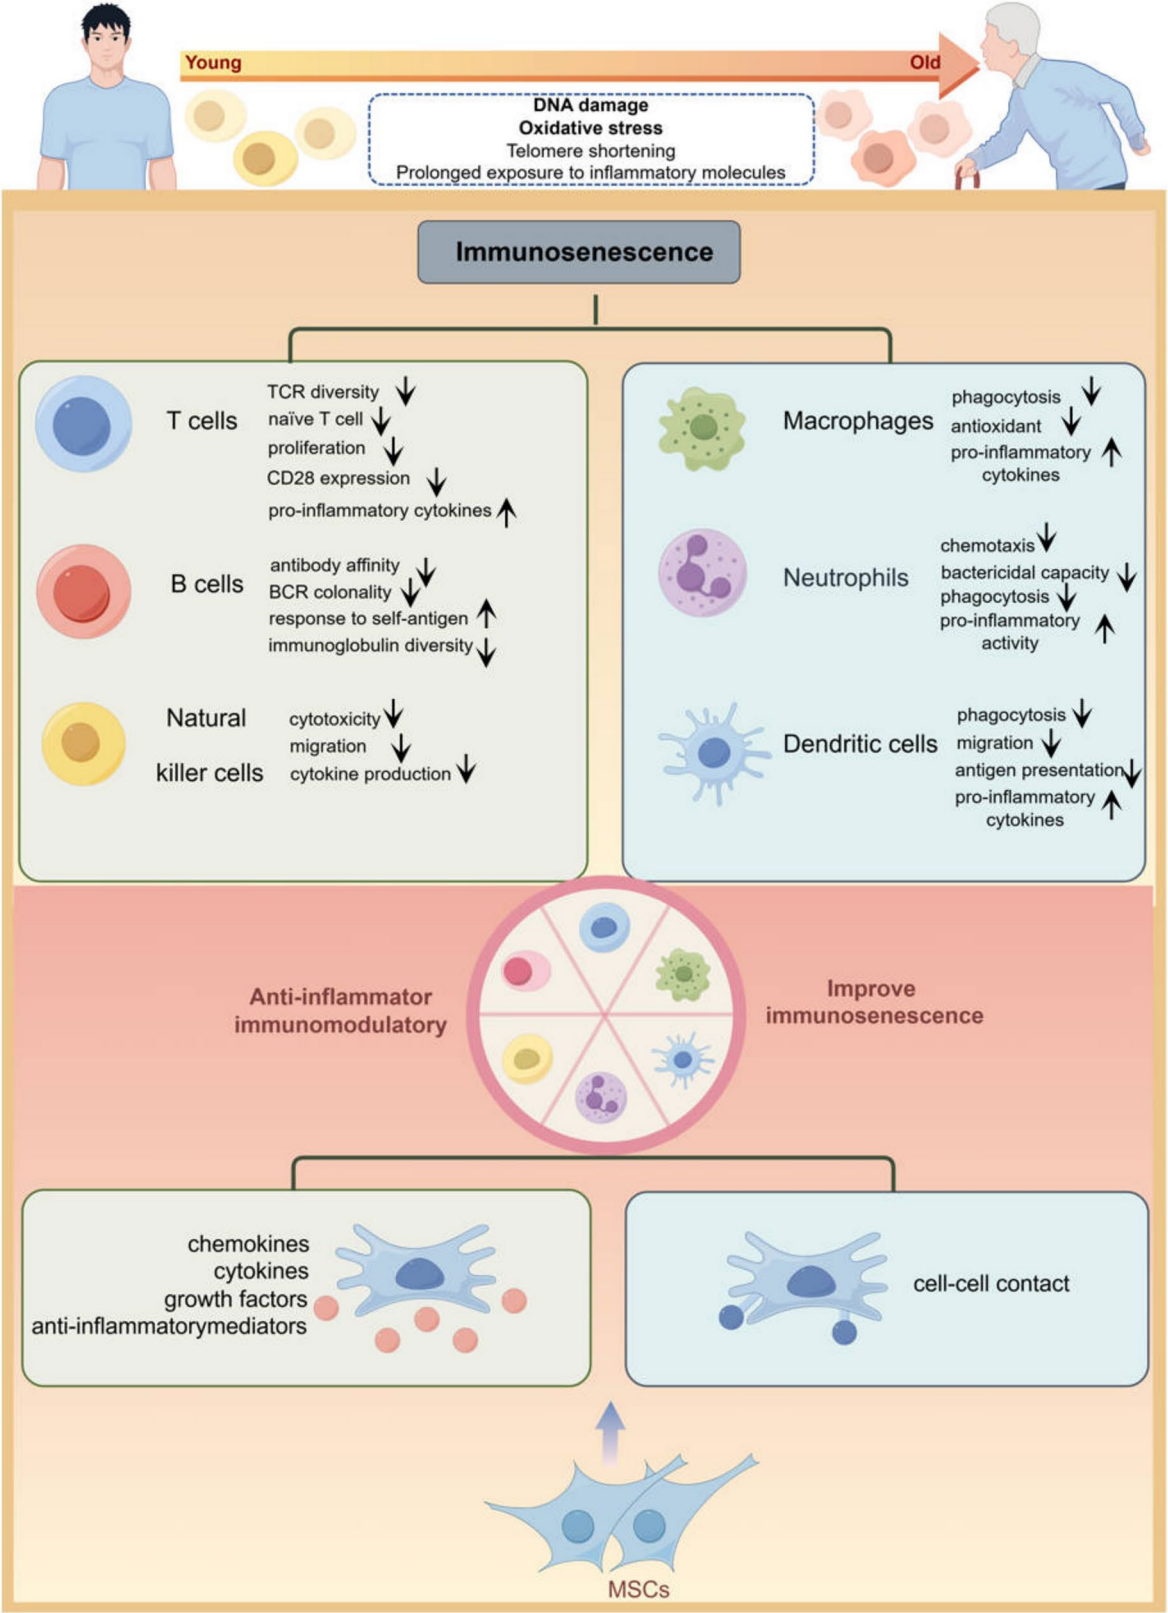 Young
Old
DNA damage
Oxidative stress
Telomere shortening
Prolonged exposure to inflammatory molecules
Immunosenescence
T cells
TCR diversity ↓
naïve T cell ↓
proliferation ↓
CD28 expression ↓
pro-inflammatory cytokines ↑
B cells
antibody affinity ↓
BCR colonality ↓
response to self-antigen ↑
immunoglobulin diversity ↓
Natural
killer cells
cytotoxicity ↓
migration ↓
cytokine production ↓
Macrophages
phagocytosis ↓
antioxidant ↓
pro-inflammatory ↑
cytokines
Neutrophils
chemotaxis ↓
bactericidal capacity ↓
phagocytosis ↓
pro-inflammatory ↑
activity
Dendritic cells
phagocytosis ↓
migration ↓
antigen presentation ↓
pro-inflammatory ↑
cytokines
Anti-inflammator
immunomodulatory
Improve
immunosenescence
chemokines
cytokines
growth factors
anti-inflammatorymediators
cell-cell contact
MSCs